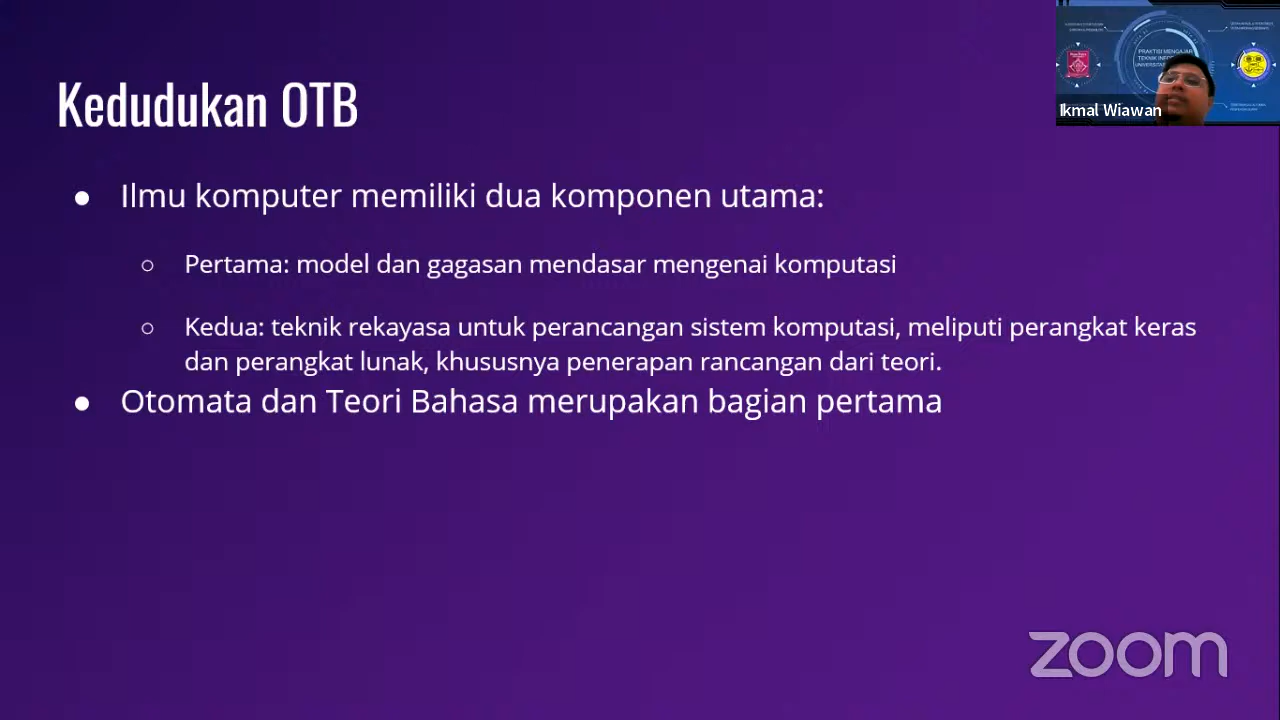 Kedudukan OTB
● Ilmu komputer memiliki dua komponen utama:
○ Pertama: model dan gagasan mendasar mengenai komputasi
○ Kedua: teknik rekayasa untuk perancangan sistem komputasi, meliputi perangkat keras
dan perangkat lunak, khususnya penerapan rancangan dari teori.
● Otomata dan Teori Bahasa merupakan bagian pertama
PRAKTISI MENGAJAR
Ikmal Wiawan
zoom